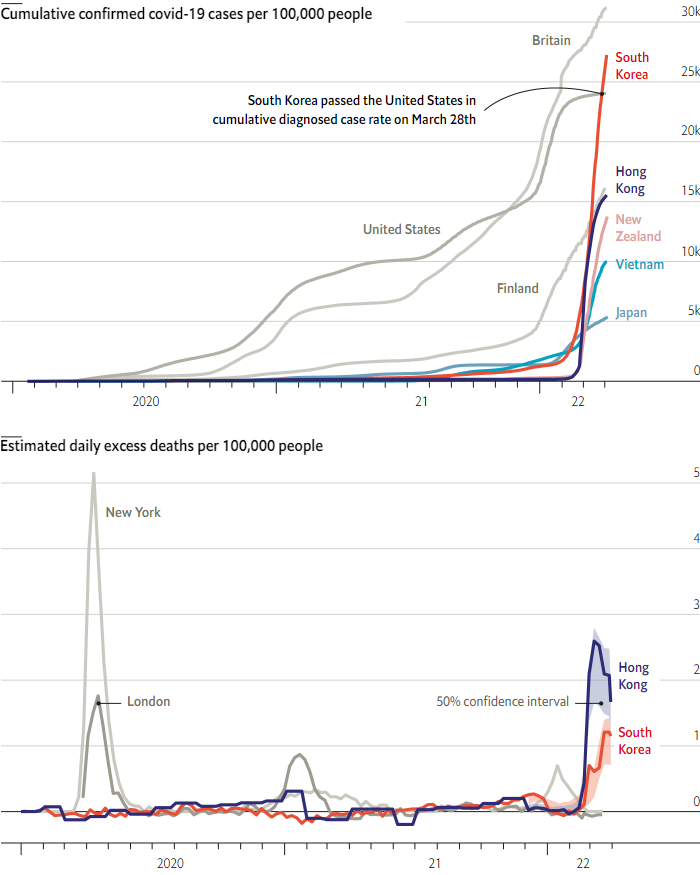 Cumulative confirmed covid-19 cases per 100,000 people
30k
Britain
South
Korea
25k
South Korea passed the United States in
cumulative diagnosed case rate on March 28th
20k
Hong
Kong
15k
New
Zealand
United States
10k
Vietnam
Finland
5k
Japan
0
2020
21
22
Estimated daily excess deaths per 100,000 people
5
New York
4
3
2
Hong
Kong
London
50% confidence interval
1
South
Korea
0
2020
21
22